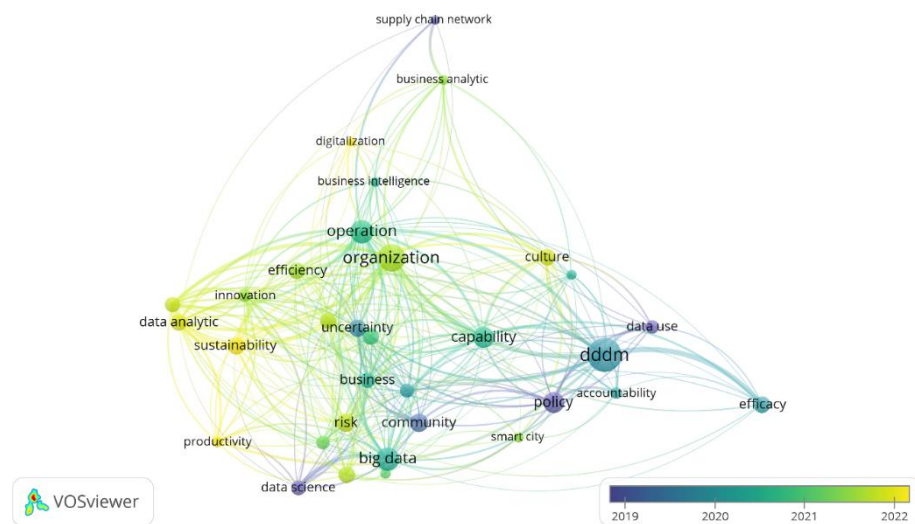 supply chain network
business analytic
digitalization
business intelligence
operation
organization
culture
efficiency
innovation
data analytic
uncertainty
data use
sustainability
capability
dddm
business
accountability
policy
efficacy
risk
community
smart city
productivity
big data
data science
VOSviewer
2019 2020 2021 2022